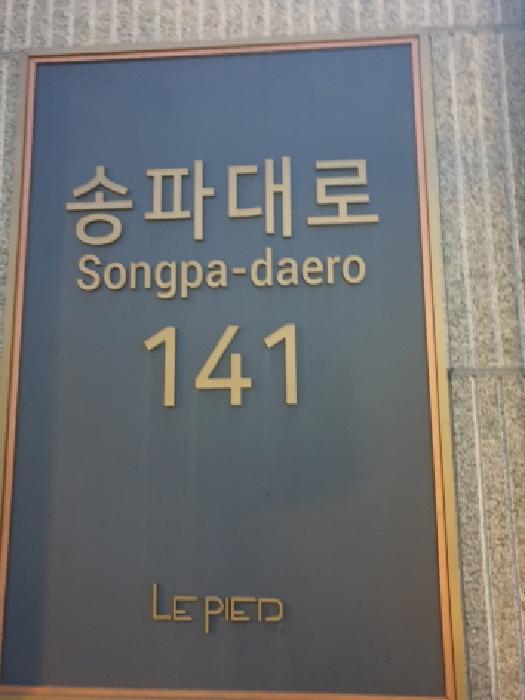 송파대로
Songpa-daero
141
LE PIED